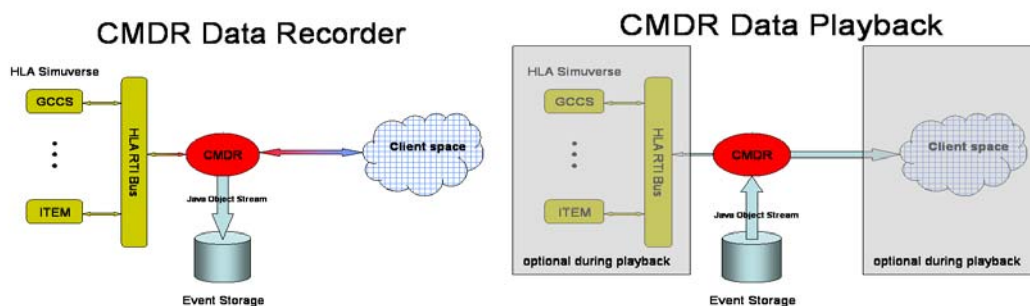 CMDR Data Recorder
HLA Simuverse
GCCS
HLA RTI Bus
CMDR
Client space
ITEM
Java Object Stream
Event Storage
CMDR Data Playback
HLA Simuverse
GCCS
HLA RTI Bus
CMDR
Client space
ITEM
Java Object Stream
optional during playback
optional during playback
Event Storage